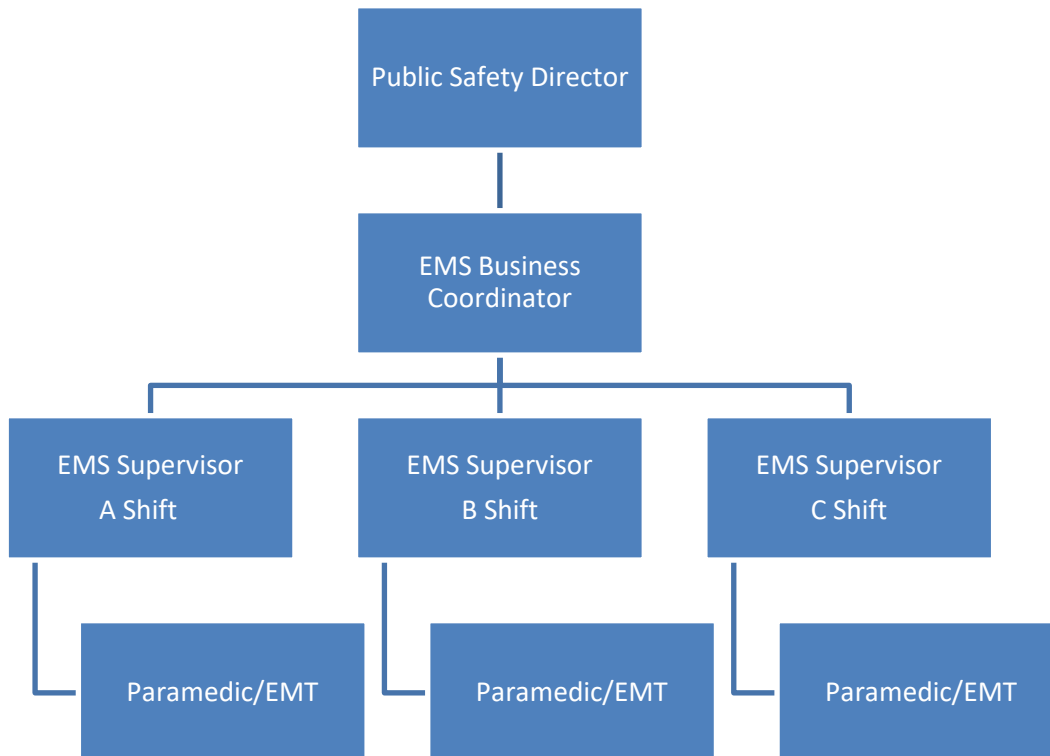 Public Safety Director
EMS Business
Coordinator
EMS Supervisor
A Shift
EMS Supervisor
B Shift
EMS Supervisor
C Shift
Paramedic/EMT
Paramedic/EMT
Paramedic/EMT